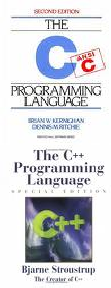 SECOND EDITION
THE
C++
ANSI C
PROGRAMMING
LANGUAGE
BRIAN W. KERNIGHAN
DENNIS M. RITCHIE
The C++
Programming
Language
SPECIAL EDITION
C++
Bjarne Stroustrup
The Creator of C++